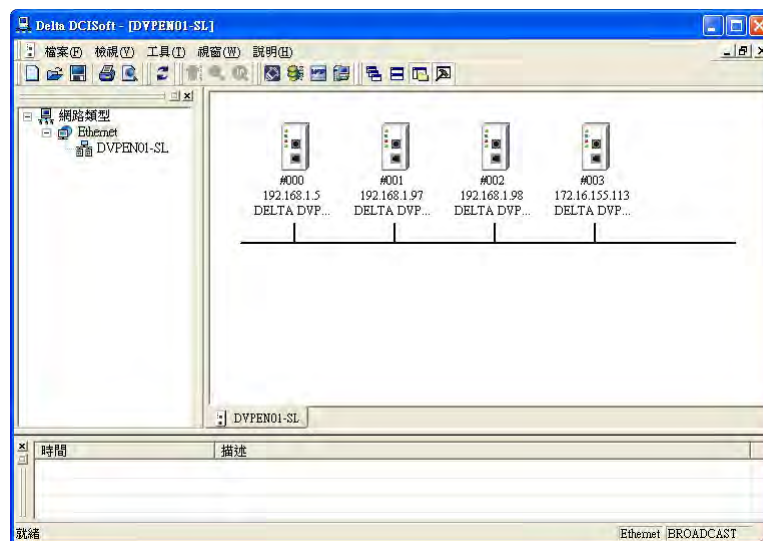 Delta DCISoft - [DVPEN01-SL]
檔案(F) 檢視(V) 工具(T) 視窗(W) 說明(H)
網路類型
Ethernet
DVPEN01-SL
#000 #001 #002 #003
192.168.1.5 192.168.1.97 192.168.1.98 172.16.155.113
DELTA DVP... DELTA DVP... DELTA DVP... DELTA DVP...
DVPEN01-SL
時間 描述
就緒 Ethernet BROADCAST